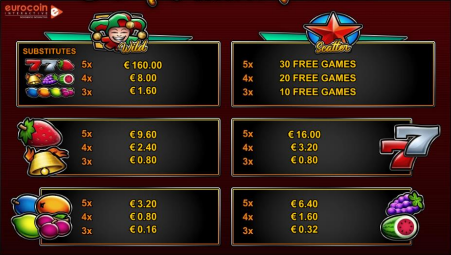 eurocoin
INTERACTIVE
Wild
Scatter
SUBSTITUTES
5x € 160.00
4x € 8.00
3x € 1.60
5x 30 FREE GAMES
4x 20 FREE GAMES
3x 10 FREE GAMES
5x € 9.60
4x € 2.40
3x € 0.80
5x € 16.00
4x € 3.20
3x € 0.80
77
5x € 3.20
4x € 0.80
3x € 0.16
5x € 6.40
4x € 1.60
3x € 0.32